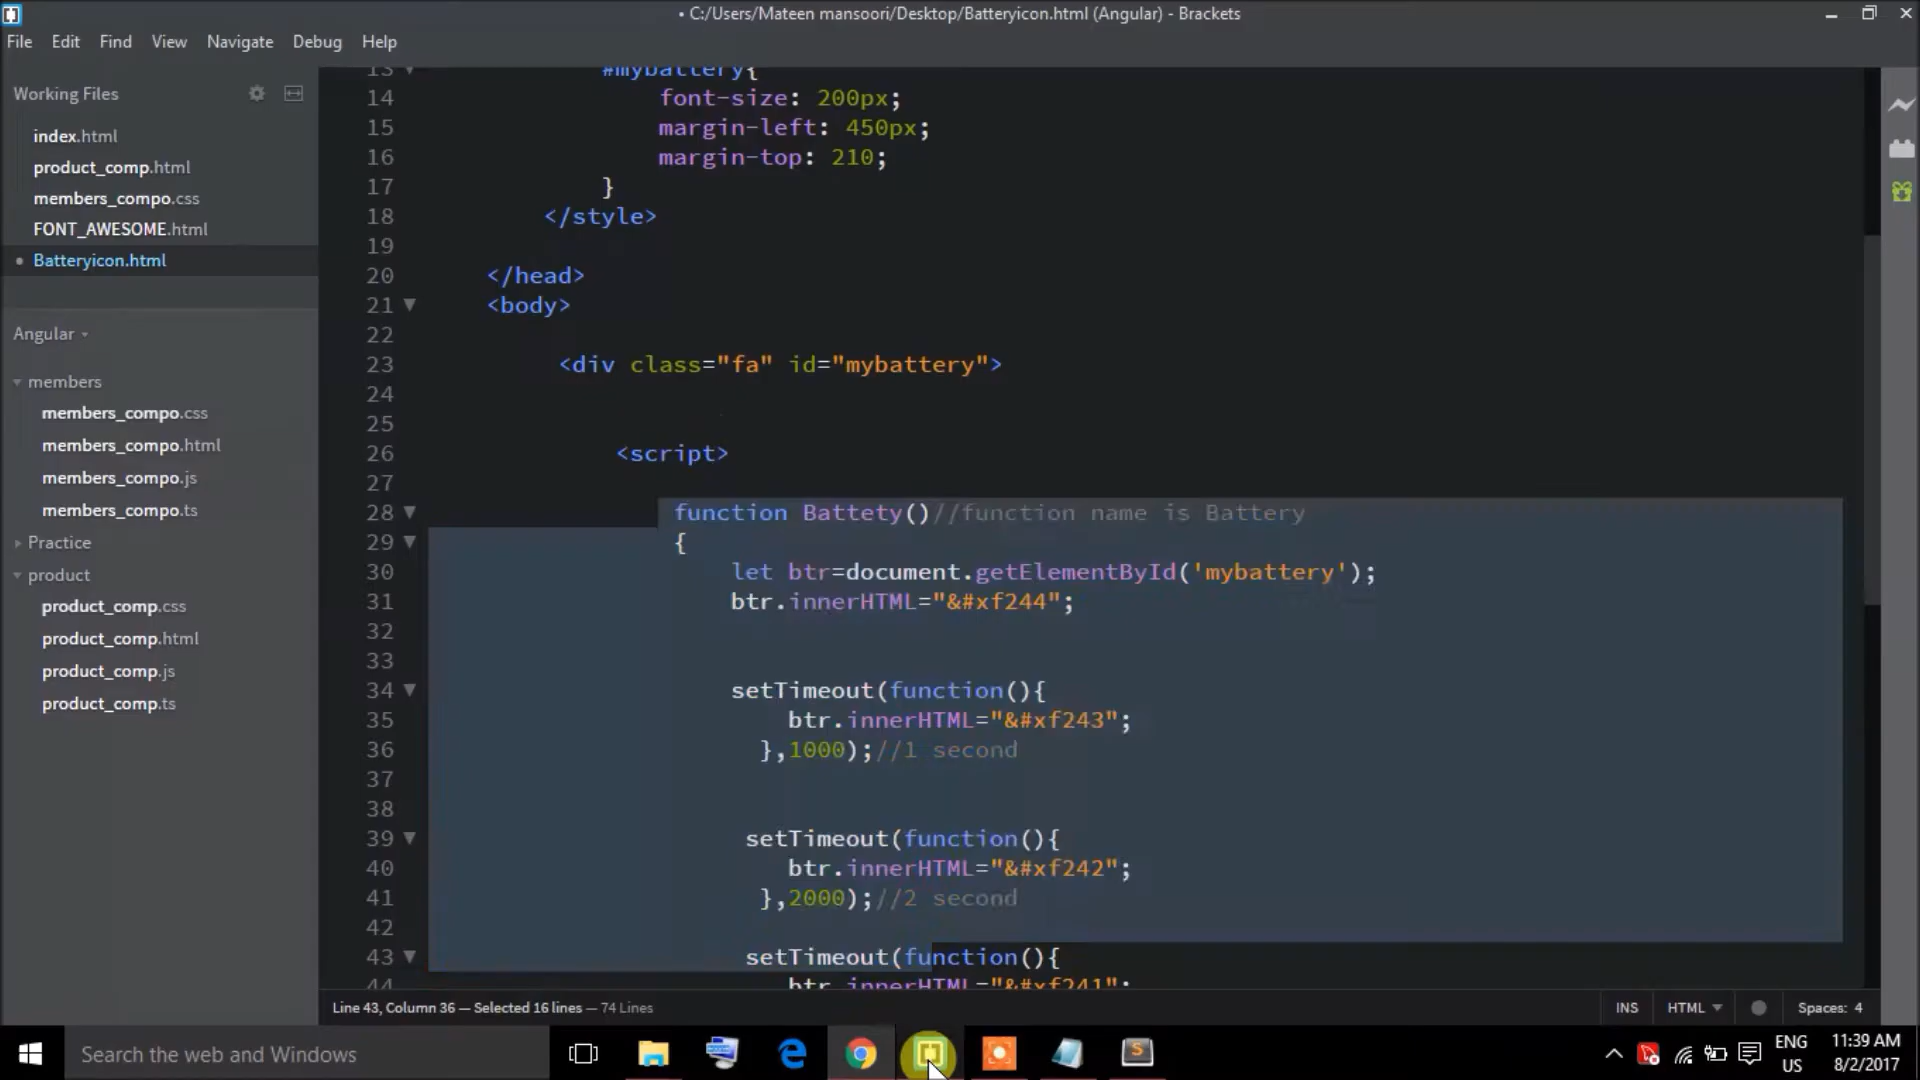 • C:/Users/Mateen mansoori/Desktop/Batteryicon.html (Angular) - Brackets
File Edit Find View Navigate Debug Help
Working Files
index.html
product_comp.html
members_compo.css
FONT_AWESOME.html
• Batteryicon.html
Angular
members
members_compo.css
members_compo.html
members_compo.js
members_compo.ts
Practice
product
product_comp.css
product_comp.html
product_comp.js
product_comp.ts
13 #mybattery{
14 font-size: 200px;
15 margin-left: 450px;
16 margin-top: 210;
17 }
18 </style>
19
20 </head>
21 <body>
22
23 <div class="fa" id="mybattery">
24
25
26 <script>
27
28 function Battety()//function name is Battery
29 {
30 let btr=document.getElementById('mybattery');
31 btr.innerHTML="&#xf244";
32
33
34 setTimeout(function(){
35 btr.innerHTML="&#xf243";
36 },1000);//1 second
37
38
39 setTimeout(function(){
40 btr.innerHTML="&#xf242";
41 },2000);//2 second
42
43 setTimeout(function(){
44 btr.innerHTML="&#xf241";
Line 43, Column 36 — Selected 16 lines — 74 Lines
INS HTML Spaces: 4
Search the web and Windows
ENG
US
11:39 AM
8/2/2017